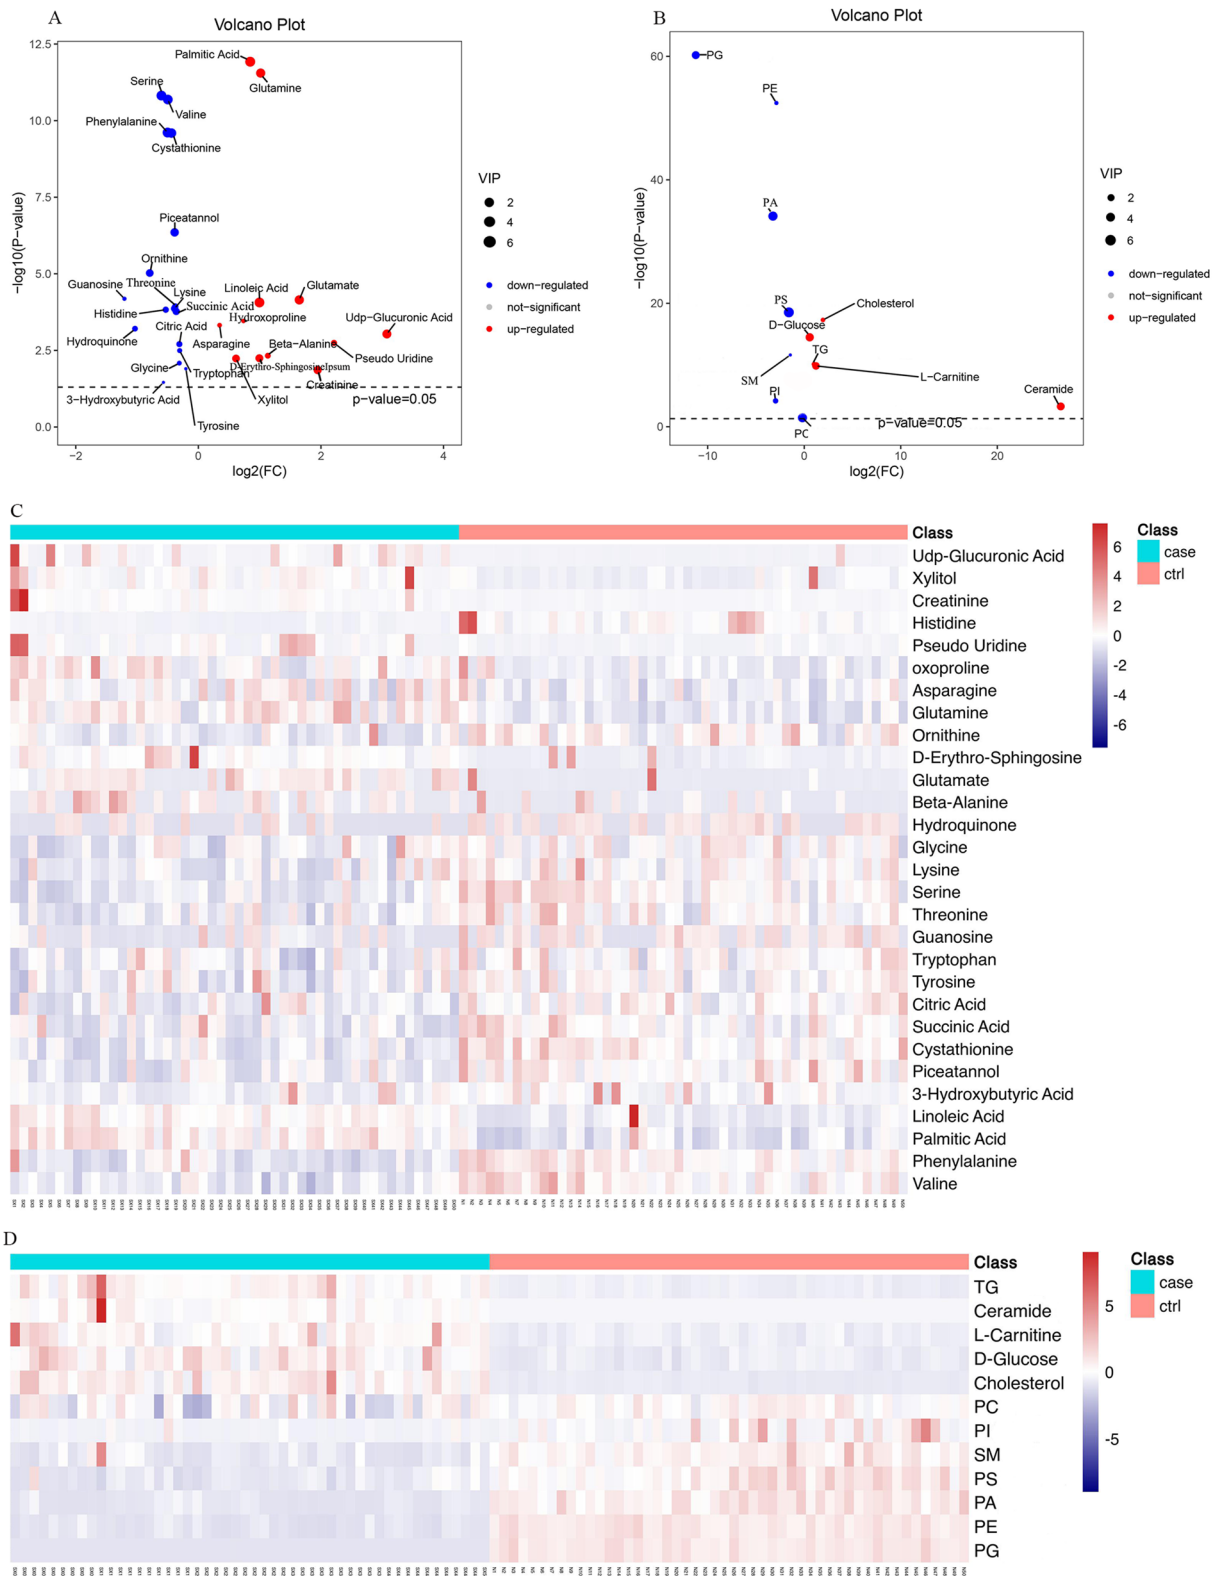 A
Volcano Plot
12.5
10.0
7.5
5.0
2.5
0.0
−log10(P−value)
Palmitic Acid
Glutamine
Serine
Valine
Phenylalanine
Cystathionine
Piceatannol
Ornithine
Guanosine
Threonine
Lysine
Linoleic Acid
Glutamate
Histidine
Succinic Acid
Hydroxoproline
Udp−Glucuronic Acid
Hydroquinone
Citric Acid
Asparagine
Beta−Alanine
Pseudo Uridine
Glycine
Tryptophan
D-Erythro-SphingosineIpsum
Creatinine
3−Hydroxybutyric Acid
Xylitol
p−value=0.05
Tyrosine
−2
0
2
4
log2(FC)
VIP
2
4
6
down−regulated
not−significant
up−regulated
B
Volcano Plot
60
40
20
0
−log10(P−value)
PG
PE
PA
PS
Cholesterol
D−Glucose
TG
SM
L−Carnitine
PI
Ceramide
PC
p−value=0.05
−10
0
10
20
log2(FC)
VIP
2
4
6
down−regulated
not−significant
up−regulated
C
Class
Udp-Glucuronic Acid
Xylitol
Creatinine
Histidine
Pseudo Uridine
oxoproline
Asparagine
Glutamine
Ornithine
D-Erythro-Sphingosine
Glutamate
Beta-Alanine
Hydroquinone
Glycine
Lysine
Serine
Threonine
Guanosine
Tryptophan
Tyrosine
Citric Acid
Succinic Acid
Cystathionine
Piceatannol
3-Hydroxybutyric Acid
Linoleic Acid
Palmitic Acid
Phenylalanine
Valine
6
4
2
0
-2
-4
-6
Class
case
ctrl
D
Class
TG
Ceramide
L-Carnitine
D-Glucose
Cholesterol
PC
PI
SM
PS
PA
PE
PG
5
0
-5
Class
case
ctrl